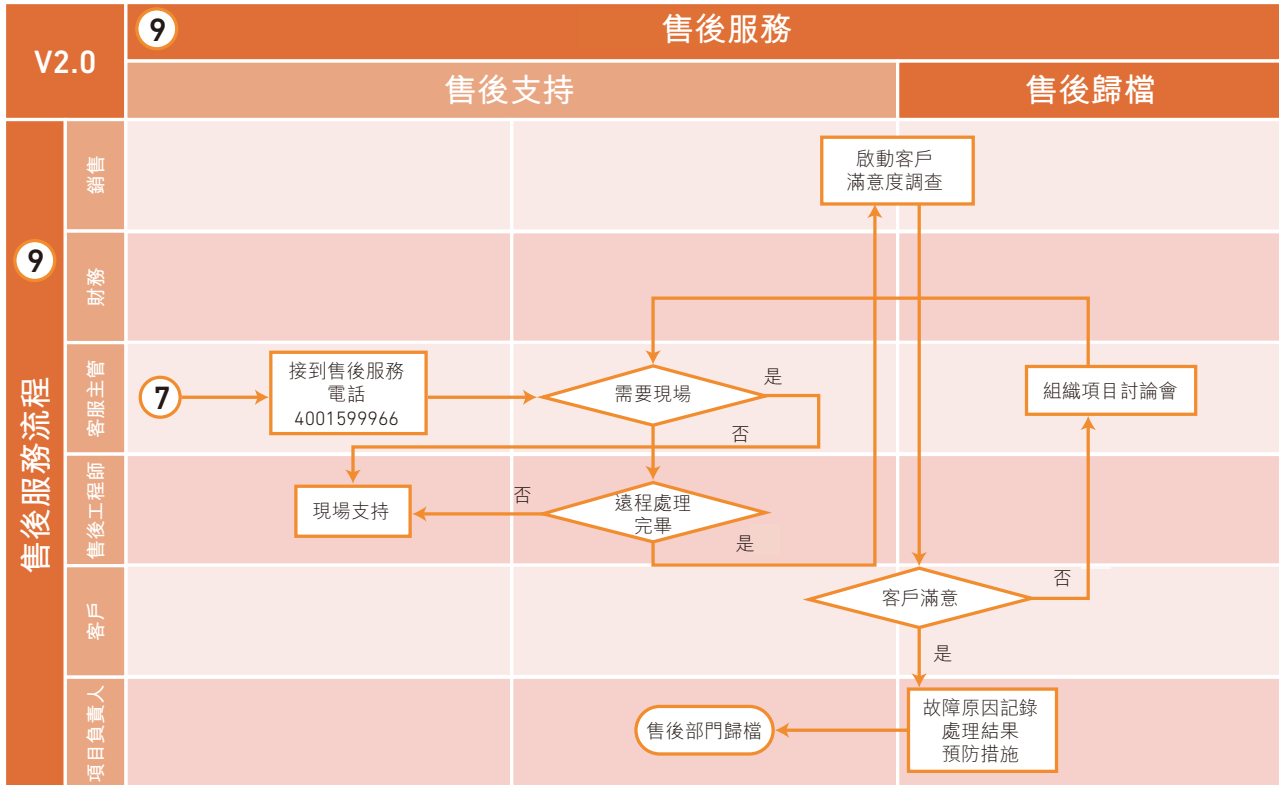 V2.0
9
售後服務
售後支持
售後歸檔
9
售後服務流程
銷售
啟動客戶
滿意度調查
財務
客服主管
7
接到售後服務
電話
4001599966
需要現場
是
否
組織項目討論會
售後工程師
現場支持
否
遠程處理
完畢
是
客戶
客戶滿意
否
是
項目負責人
售後部門歸檔
故障原因記錄
處理結果
預防措施